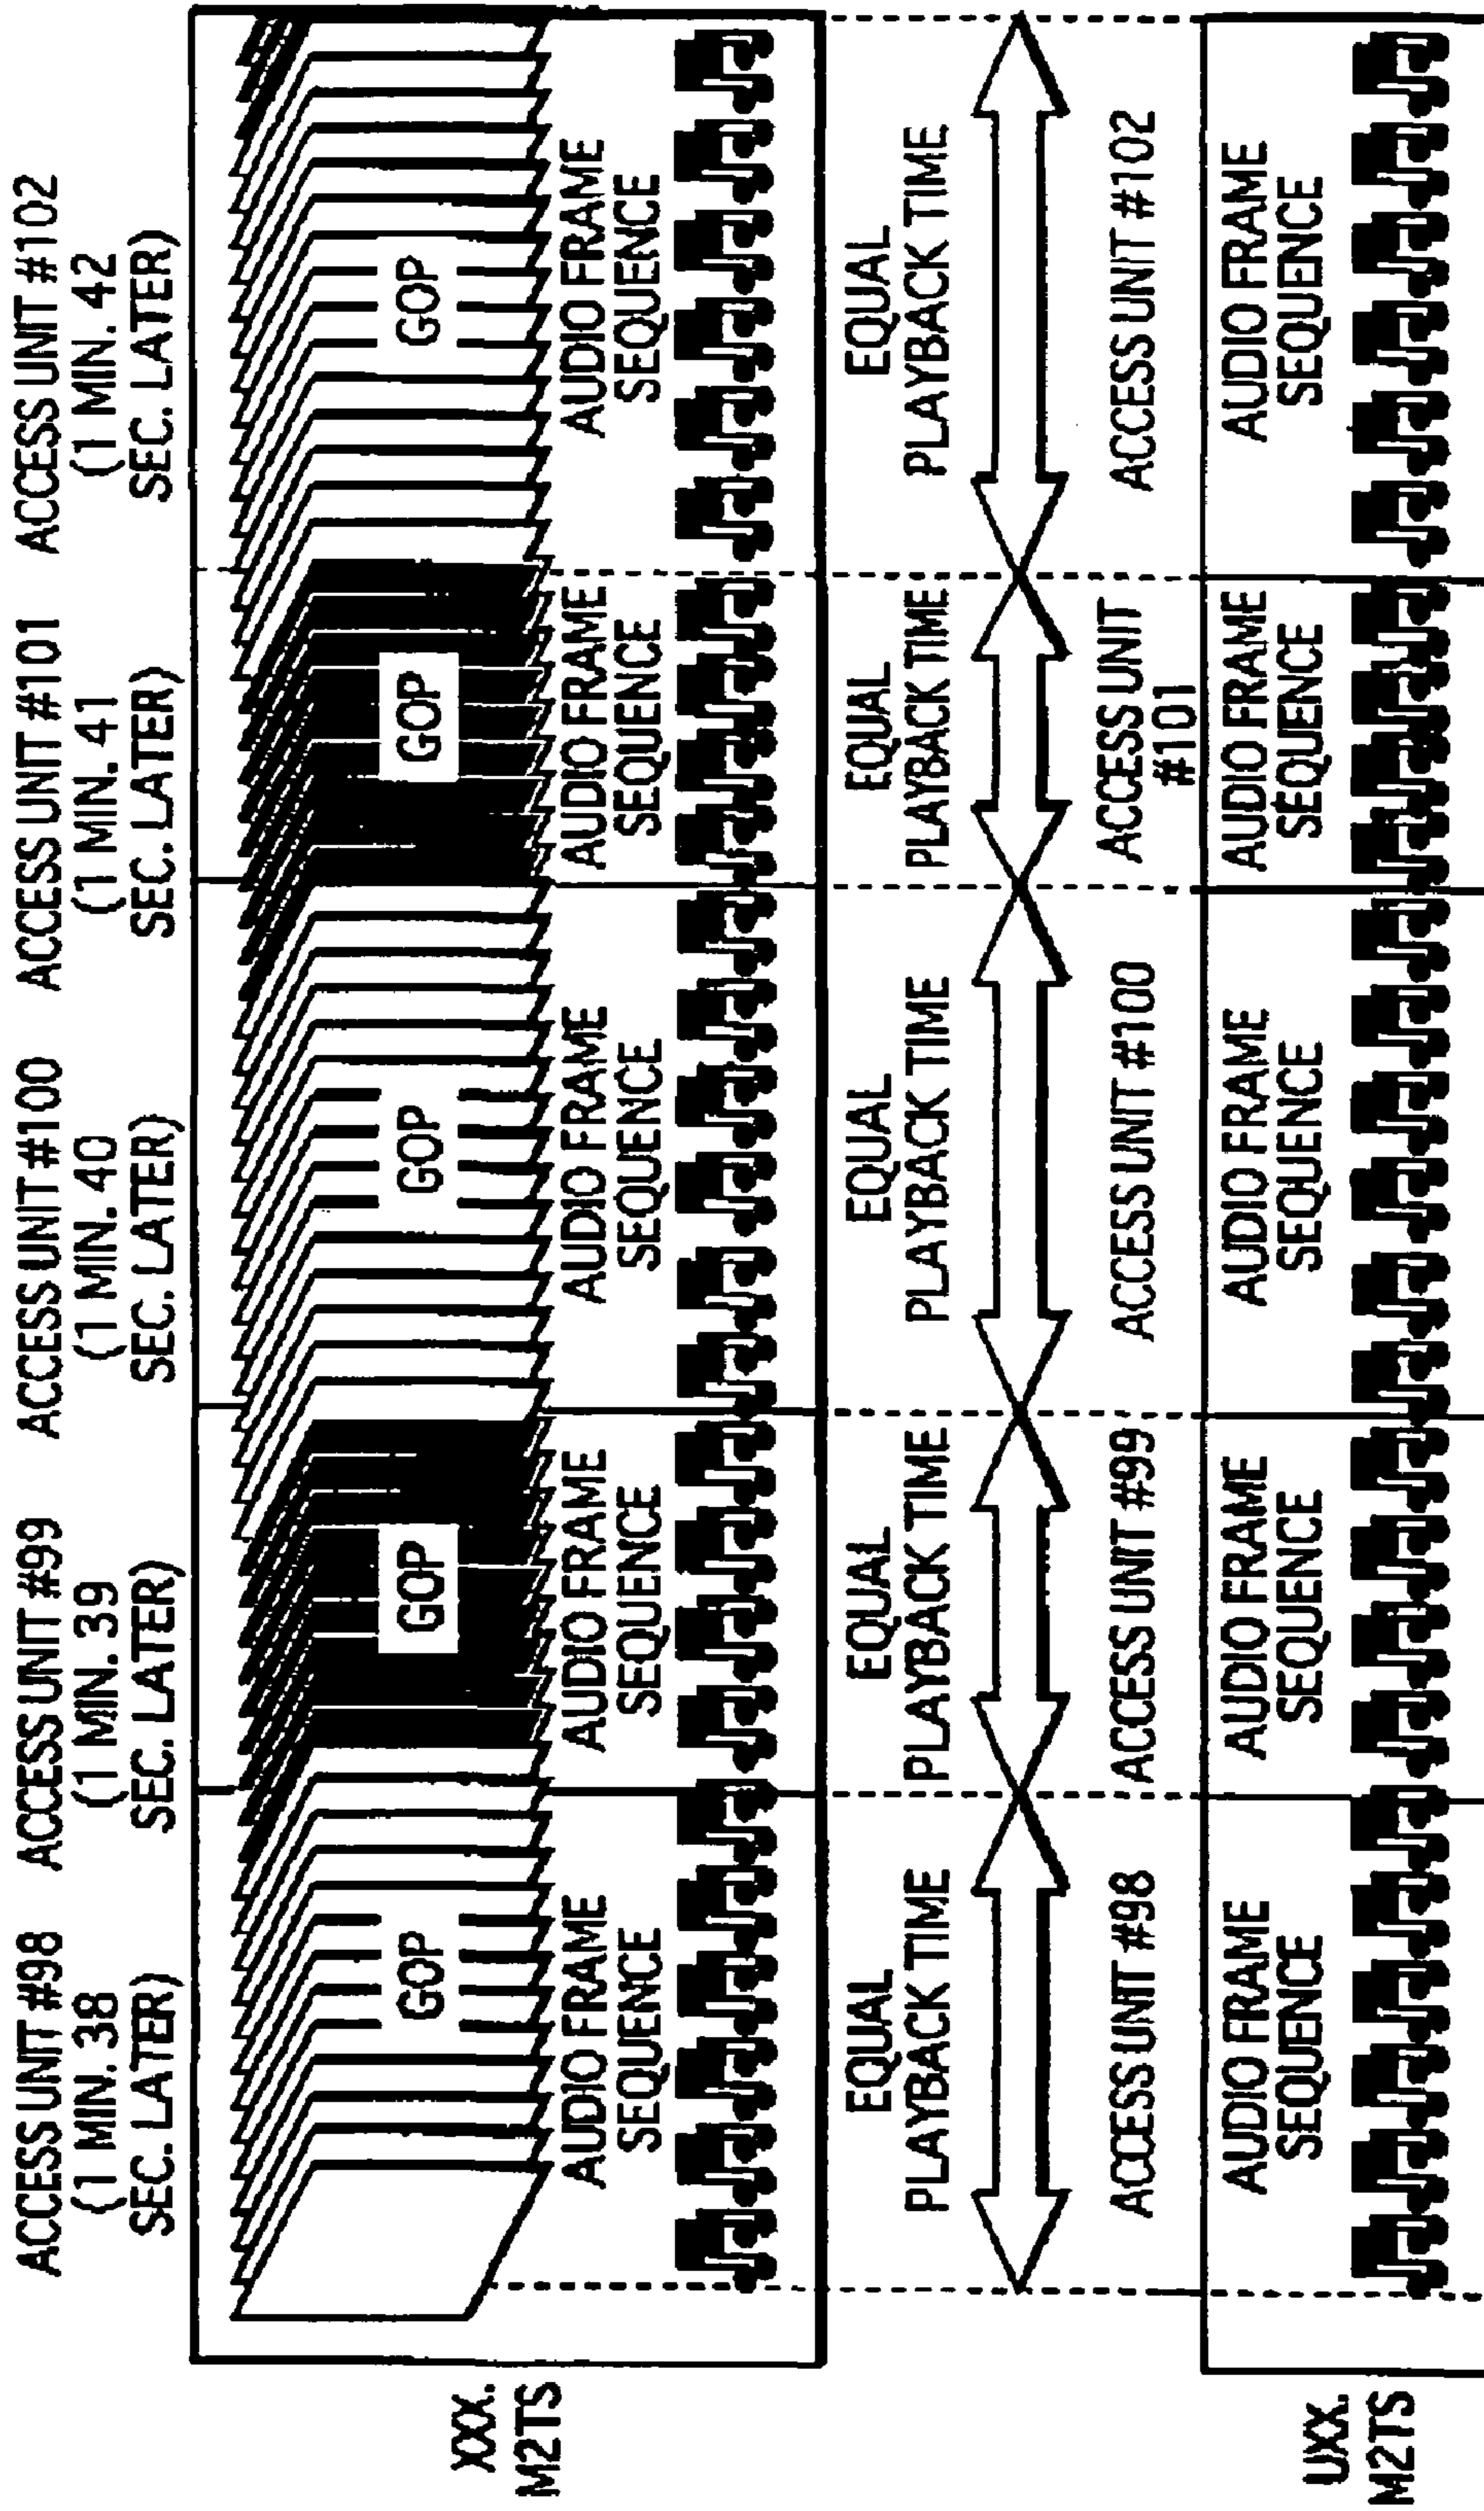 ACCESS UNIT #98
(1 MIN. 38
SEC. LATER)
ACCESS UNIT #99
(1 MIN. 39
SEC. LATER)
ACCESS UNIT #100
(1 MIN. 40
SEC. LATER)
ACCESS UNIT #101
(1 MIN. 41
SEC. LATER)
ACCESS UNIT #102
(1 MIN. 42
SEC. LATER)
XXX.
M2TS
GOP
GOP
GOP
GOP
GOP
AUDIO FRAME
SEQUENCE
AUDIO FRAME
SEQUENCE
AUDIO FRAME
SEQUENCE
AUDIO FRAME
SEQUENCE
AUDIO FRAME
SEQUENCE
EQUAL
PLAYBACK TIME
EQUAL
PLAYBACK TIME
EQUAL
PLAYBACK TIME
EQUAL
PLAYBACK TIME
EQUAL
PLAYBACK TIME
ACCESS UNIT #98
ACCESS UNIT #99
ACCESS UNIT #100
ACCESS UNIT
#101
ACCESS UNIT #102
UXX.
M2TS
AUDIO FRAME
SEQUENCE
AUDIO FRAME
SEQUENCE
AUDIO FRAME
SEQUENCE
AUDIO FRAME
SEQUENCE
AUDIO FRAME
SEQUENCE